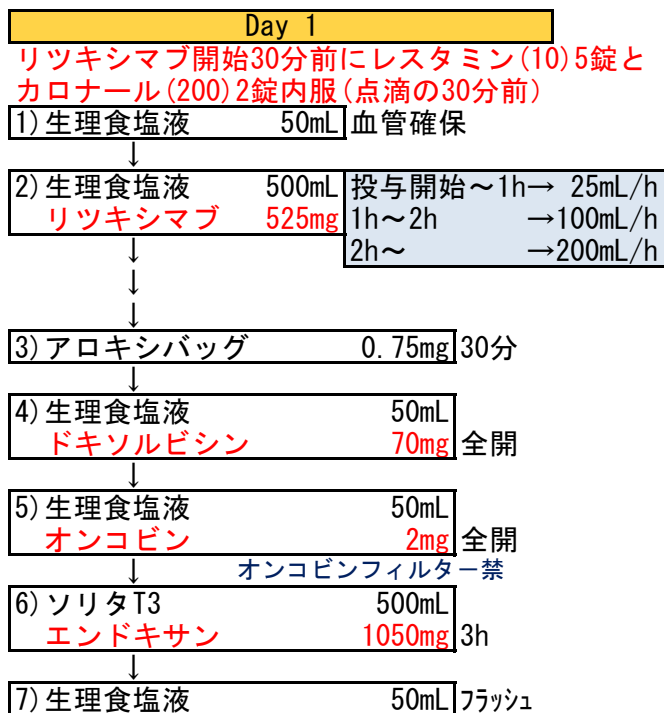 Day 1
リツキシマブ開始30分前にレスタミン(10)5錠と
カロナール(200)2錠内服(点滴の30分前)
1)生理食塩液 50mL 血管確保
↓
2)生理食塩液 500mL 投与開始～1h→ 25mL/h
リツキシマブ 525mg 1h～2h →100mL/h
↓ 2h～ →200mL/h
↓
↓
3)アロキシバッグ 0.75mg 30分
↓
4)生理食塩液 50mL
ドキソルビシン 70mg 全開
↓
5)生理食塩液 50mL
オンコビン 2mg 全開
↓ オンコビンフィルター禁
6)ソリタT3 500mL
エンドキサン 1050mg 3h
↓
7)生理食塩液 50mL ﾌﾗｯｼｭ